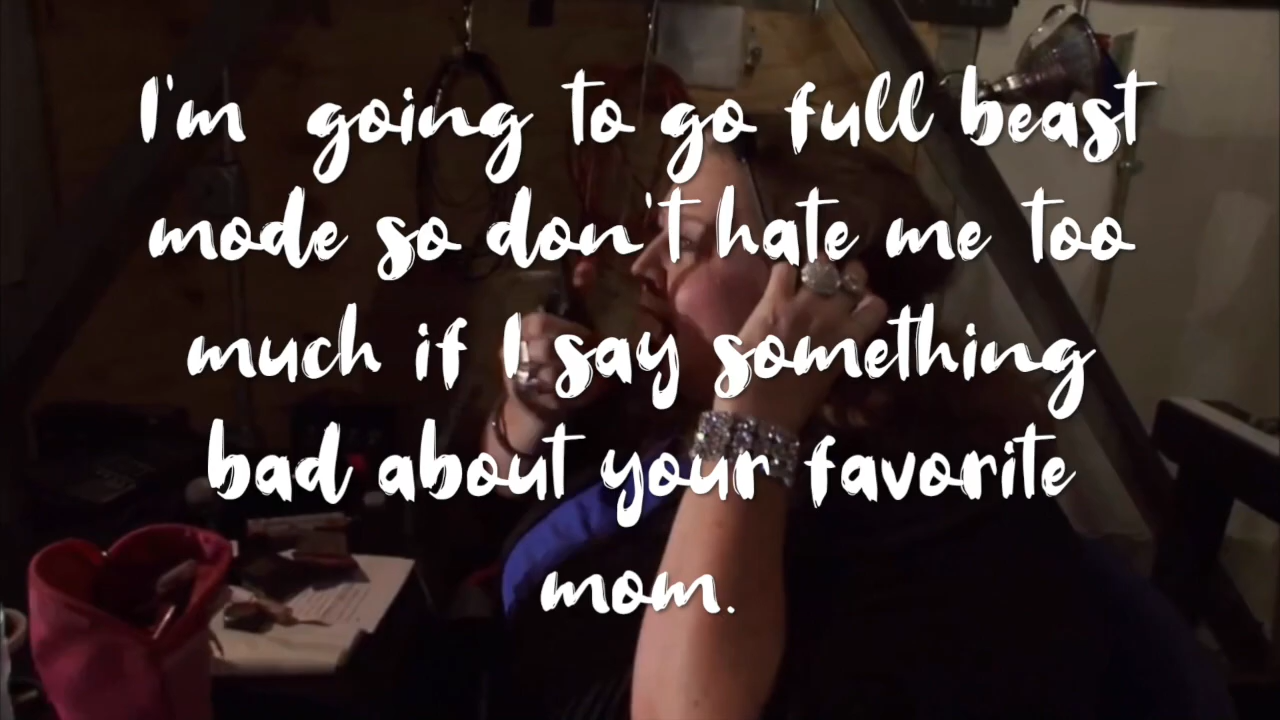 I'm going to go full beast
mode so don't hate me too
much if I say something
bad about your favorite
mom.